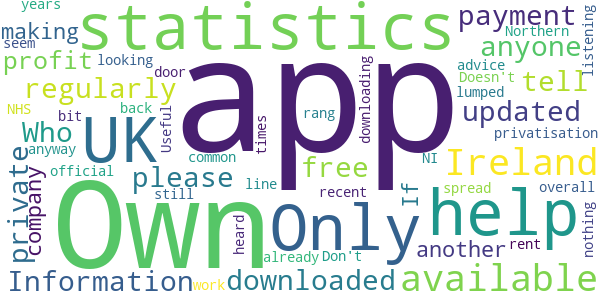 years
making
seem
profit
NHS
bit
anyway
official
Who
regularly
private
company
Information
UK
please
statistics
app
Own
Only
back
door
Useful
common
still
line
work
heard
already
Don't
downloaded
times
free
rang
recent
downloading
If
another
available
help
NI
spread
rent
overall
nothing
Ireland
privatisation
updated
tell
anyone
payment
Northern
looking
advice
Doesn't
lumped
listening